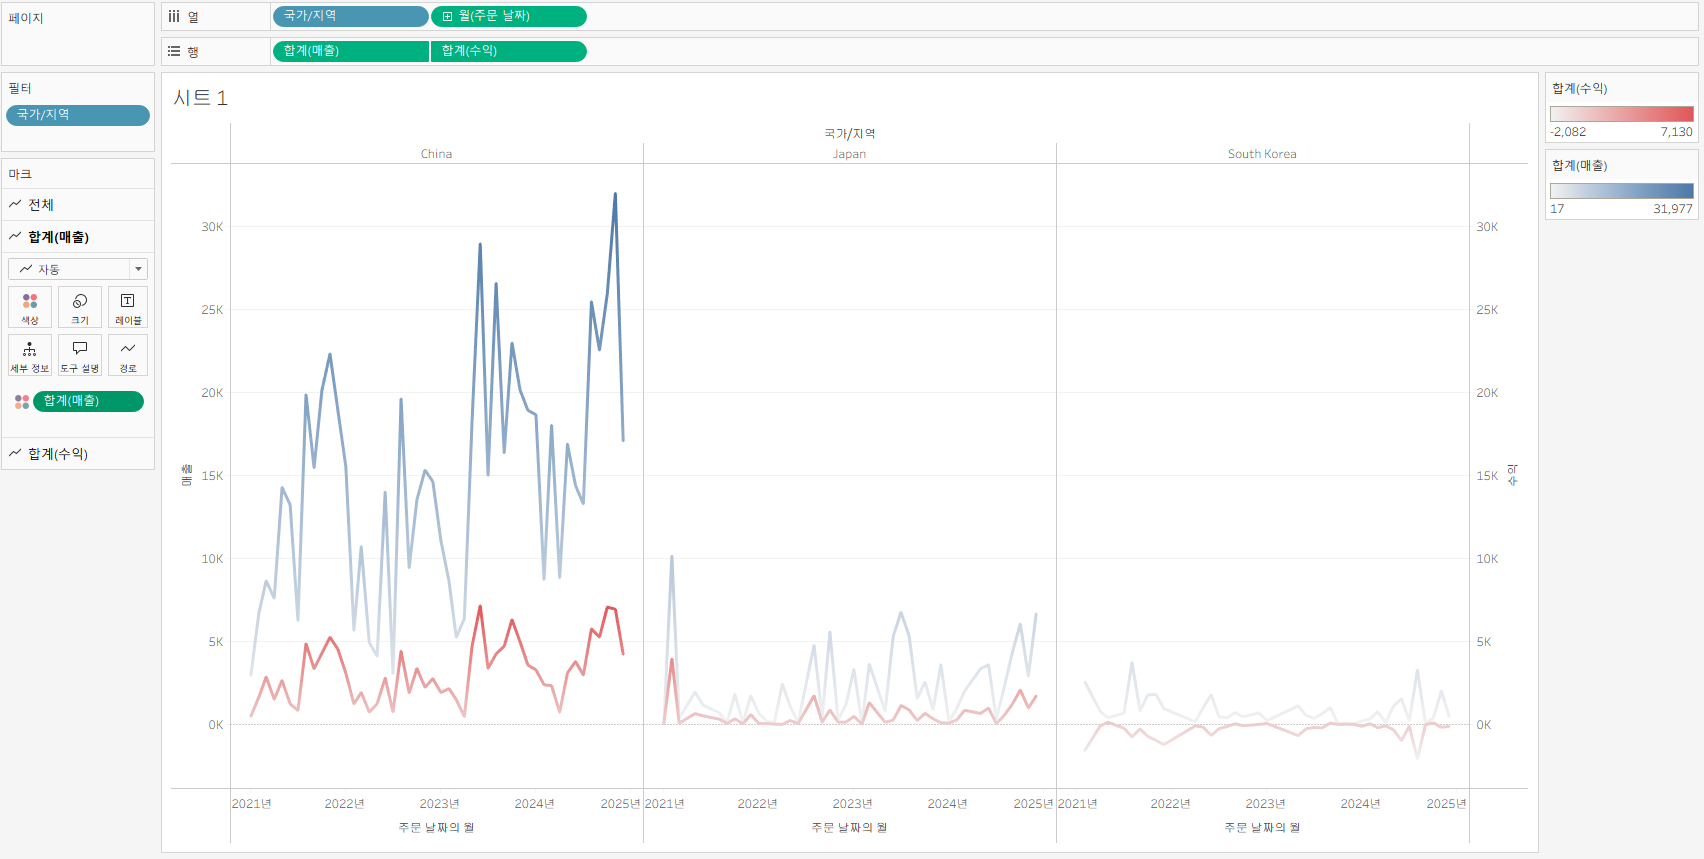 페이지
열
국가/지역
월(주문 날짜)
행
합계(매출)
합계(수익)
필터
국가/지역
마크
전체
합계(매출)
자동
색상
크기
레이블
세부 정보
도구 설명
경로
합계(매출)
합계(수익)
시트 1
국가/지역
China
Japan
South Korea
30K
25K
20K
15K
10K
5K
0K
매출
30K
25K
20K
15K
10K
5K
0K
수익
2021년
2022년
2023년
2024년
2025년
2021년
2022년
2023년
2024년
2025년
2021년
2022년
2023년
2024년
2025년
주문 날짜의 월
주문 날짜의 월
주문 날짜의 월
합계(수익)
-2,082
7,130
합계(매출)
17
31,977